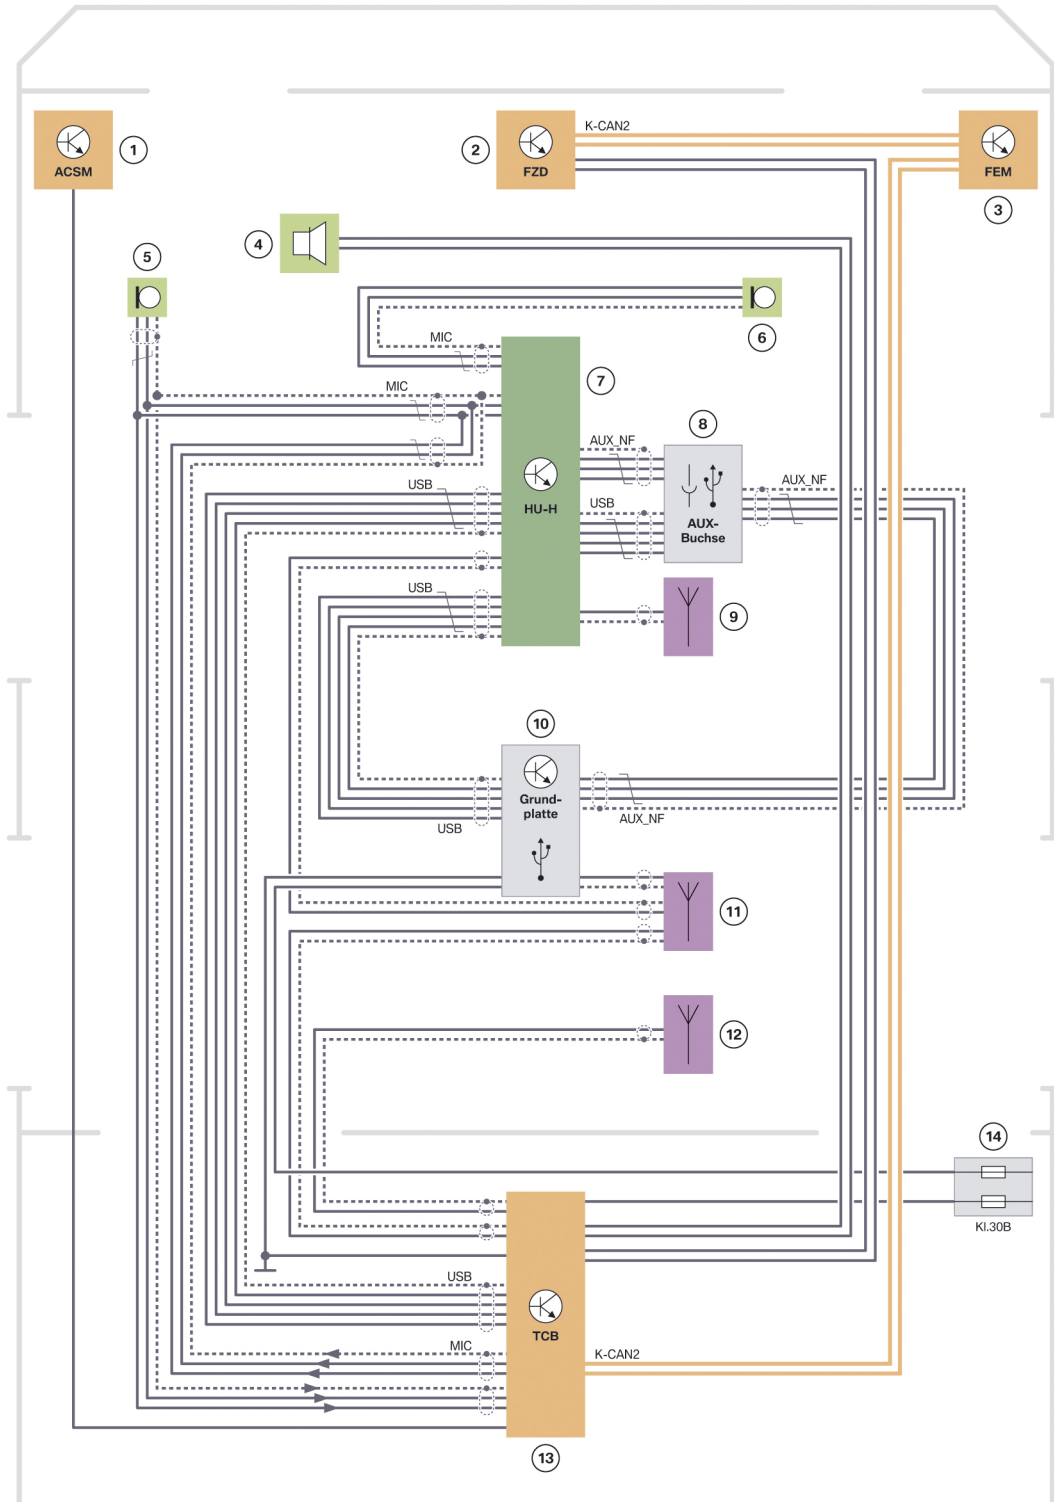 K-CAN2
ACSM
1
2
FZD
FEM
3
4
5
6
MIC
7
MIC
8
AUX_NF
USB
HU-H
USB
AUX-
Buchse
AUX_NF
USB
9
10
Grund-
platte
USB
AUX_NF
11
12
14
Kl.30B
USB
TCB
MIC
K-CAN2
13